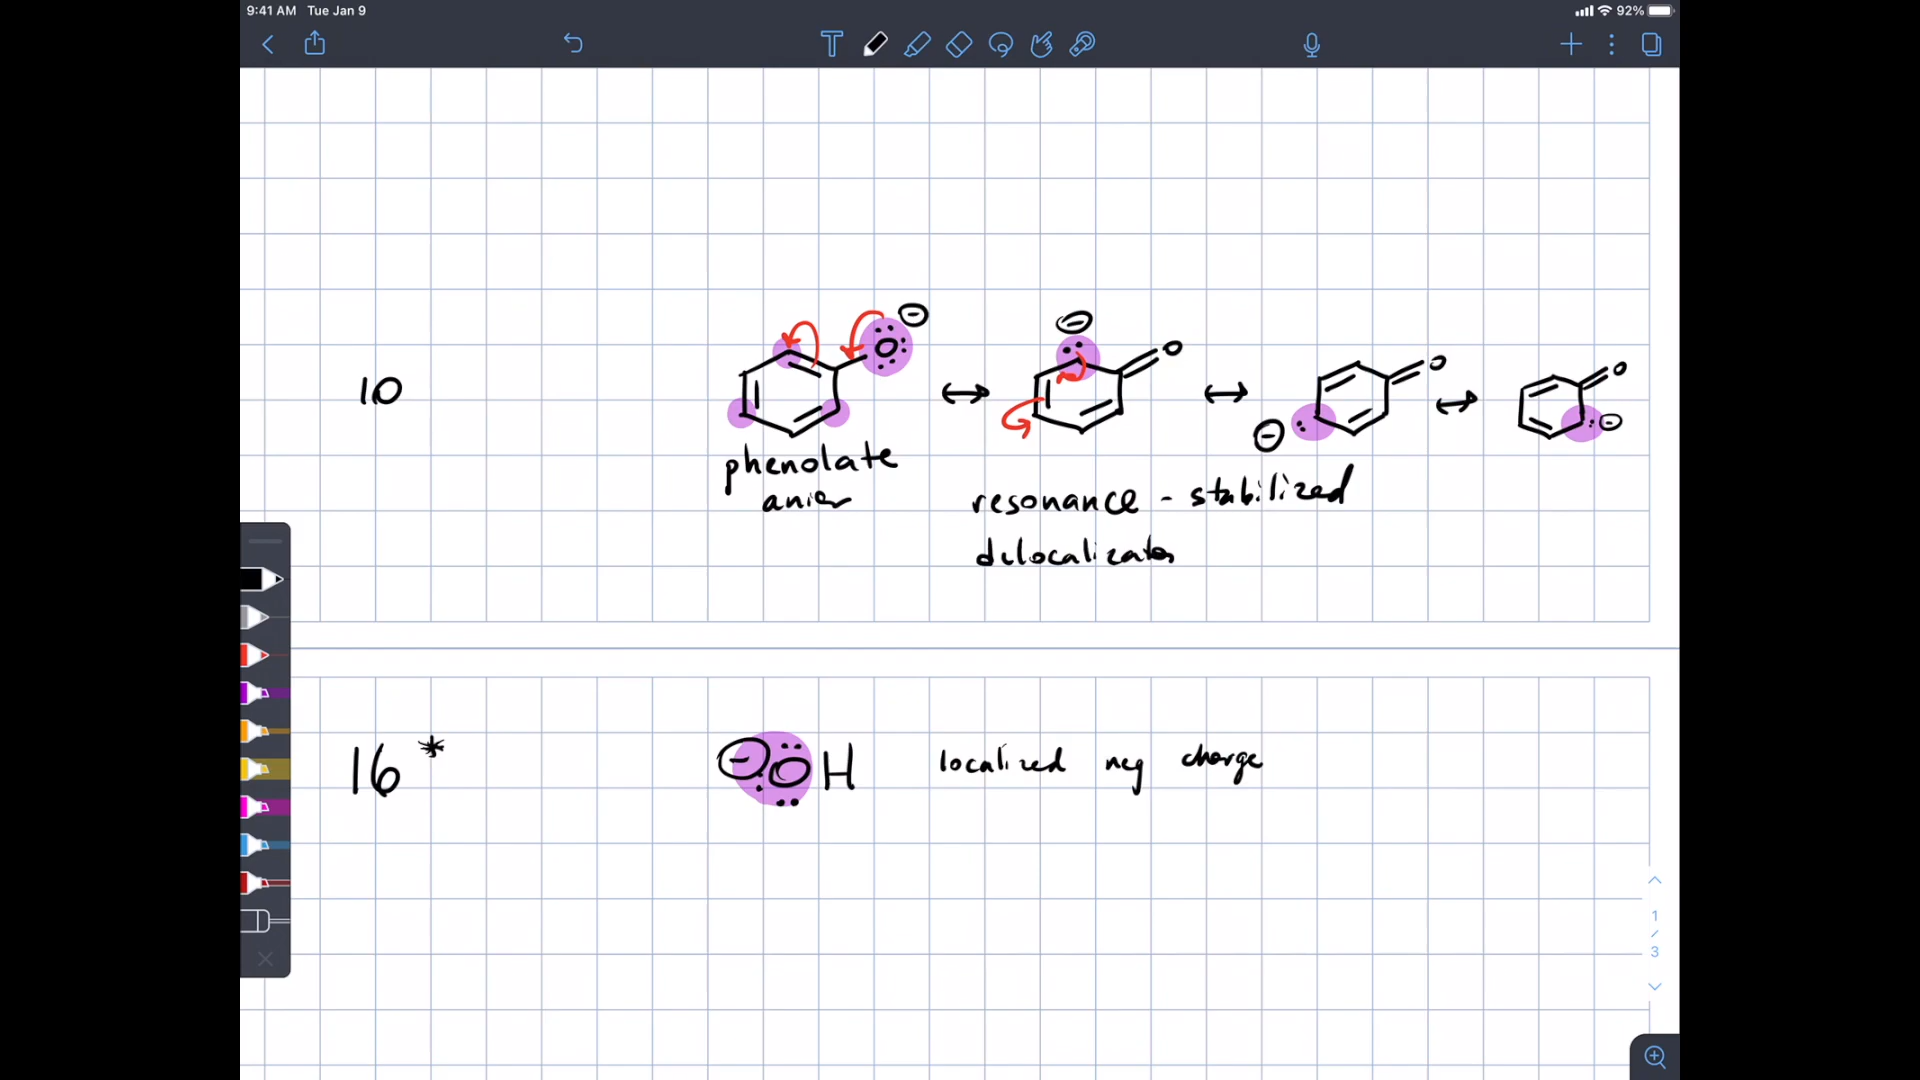 9:41 AM Tue Jan 9
92%
T
10
O
O
O
O
phenolate
anion
resonance - stabilized
delocalization
16 *
OH localized neg charge
1
/
3